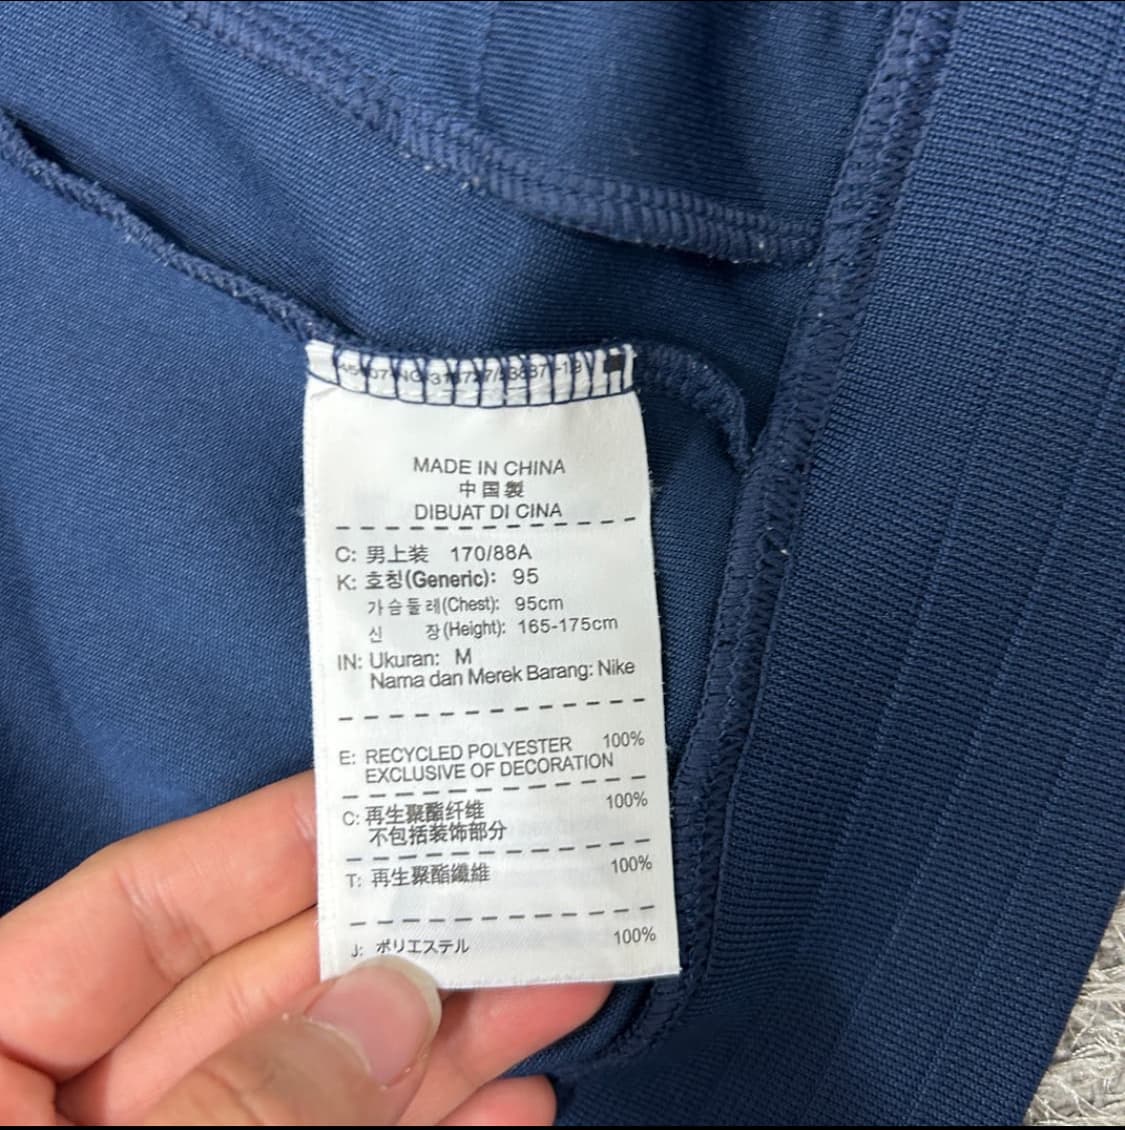 MADE IN CHINA
中国製
DIBUAT DI CINA
C: 男上装 170/88A
K: 호칭(Generic): 95
가슴둘레(Chest): 95cm
신 장(Height): 165-175cm
IN: Ukuran: M
Nama dan Merek Barang: Nike
E: RECYCLED POLYESTER 100%
EXCLUSIVE OF DECORATION
C: 再生聚酯纤维 100%
不包括装饰部分
T: 再生聚酯纖維 100%
J: ポリエステル 100%